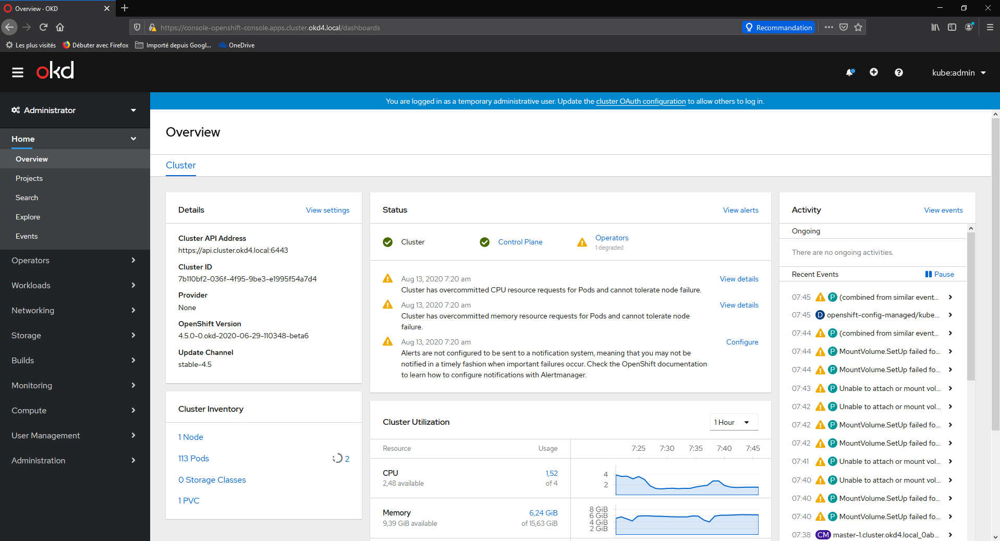 Overview · OKD
https://console-openshift-console.apps.cluster.okd4.local/dashboards
Recommandation
Les plus visités
Débuter avec Firefox
Importé depuis Googl...
OneDrive
okd
kube:admin
Administrator
You are logged in as a temporary administrative user. Update the cluster OAuth configuration to allow others to log in.
Home
Overview
Projects
Search
Explore
Events
Operators
Workloads
Networking
Storage
Builds
Monitoring
Compute
User Management
Administration
Overview
Cluster
Details
View settings
Cluster API Address
https://api.cluster.okd4.local:6443
Cluster ID
7b110bf2-036f-4f95-9be3-e1995f54a7d4
Provider
None
OpenShift Version
4.5.0-0.okd-2020-06-29-110348-beta6
Update Channel
stable-4.5
Cluster Inventory
1 Node
113 Pods
2
0 Storage Classes
1 PVC
Status
View alerts
Cluster
Control Plane
Operators
1 degraded
Aug 13, 2020 7:20 am
View details
Cluster has overcommitted CPU resource requests for Pods and cannot tolerate node failure.
Aug 13, 2020 7:20 am
View details
Cluster has overcommitted memory resource requests for Pods and cannot tolerate node
failure.
Aug 13, 2020 7:20 am
Configure
Alerts are not configured to be sent to a notification system, meaning that you may not be
notified in a timely fashion when important failures occur. Check the OpenShift documentation
to learn how to configure notifications with Alertmanager.
Cluster Utilization
1 Hour
Resource
Usage
7:25
7:30
7:35
7:40
7:45
CPU
1,52
2,48 available
of 4
4
2
Memory
6,24 GiB
9,39 GiB available
of 15,63 GiB
8 GiB
6 GiB
4 GiB
2 GiB
Activity
View events
Ongoing
There are no ongoing activities.
Recent Events
Pause
07:45 P (combined from similar event...
07:45 D openshift-config-managed/kube...
07:44 P (combined from similar event...
07:44 P MountVolume.SetUp failed fo...
07:44 P MountVolume.SetUp failed fo...
07:43 P Unable to attach or mount vol...
07:42 P Unable to attach or mount vol...
07:42 P MountVolume.SetUp failed fo...
07:42 P MountVolume.SetUp failed fo...
07:41 P Unable to attach or mount vol...
07:40 P Unable to attach or mount vol...
07:40 P MountVolume.SetUp failed fo...
07:40 P MountVolume.SetUp failed fo...
07:38 CM master-1.cluster.okd4.local_0ab...